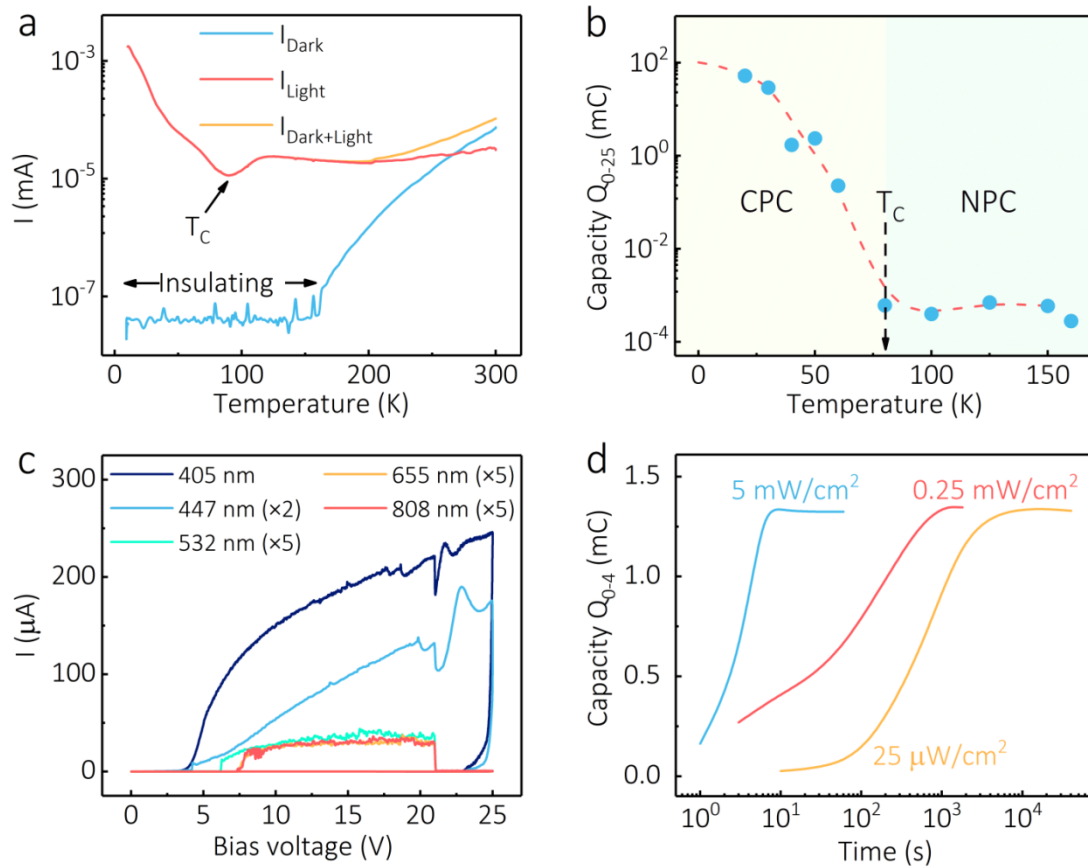 a
I_Dark
I_Light
I_Dark+Light
10⁻³
10⁻⁵
10⁻⁷
I (mA)
T_C
Insulating
0 100 200 300
Temperature (K)
b
10²
10⁰
10⁻²
10⁻⁴
Capacity Q₀₋₂₅ (mC)
CPC T_C NPC
0 50 100 150
Temperature (K)
c
405 nm 655 nm (×5)
447 nm (×2) 808 nm (×5)
532 nm (×5)
300
200
100
0
I (μA)
0 5 10 15 20 25
Bias voltage (V)
d
5 mW/cm² 0.25 mW/cm²
25 μW/cm²
1.5
1.0
0.5
0.0
Capacity Q₀₋₄ (mC)
10⁰ 10¹ 10² 10³ 10⁴
Time (s)